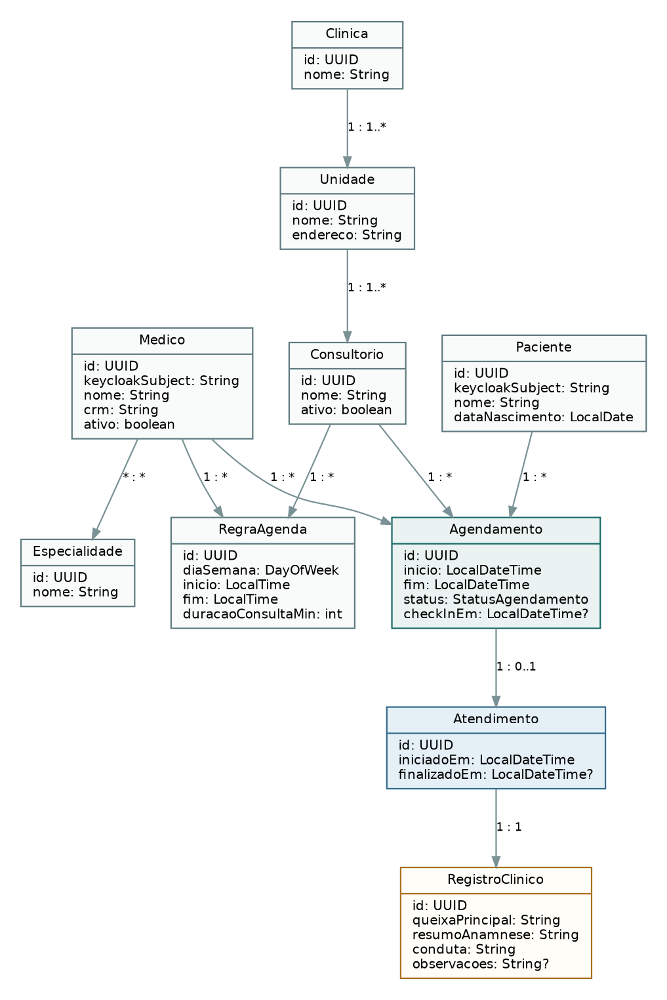 Clinica
id: UUID
nome: String
1 : 1..*
Unidade
id: UUID
nome: String
endereco: String
1 : 1..*
Medico
id: UUID
keycloakSubject: String
nome: String
crm: String
ativo: boolean
Consultorio
id: UUID
nome: String
ativo: boolean
Paciente
id: UUID
keycloakSubject: String
nome: String
dataNascimento: LocalDate
* : *
1 : *
1 : *
1 : *
1 : *
1 : *
Especialidade
id: UUID
nome: String
RegraAgenda
id: UUID
diaSemana: DayOfWeek
inicio: LocalTime
fim: LocalTime
duracaoConsultaMin: int
Agendamento
id: UUID
inicio: LocalDateTime
fim: LocalDateTime
status: StatusAgendamento
checkInEm: LocalDateTime?
1 : 0..1
Atendimento
id: UUID
iniciadoEm: LocalDateTime
finalizadoEm: LocalDateTime?
1 : 1
RegistroClinico
id: UUID
queixaPrincipal: String
resumoAnamnese: String
conduta: String
observacoes: String?